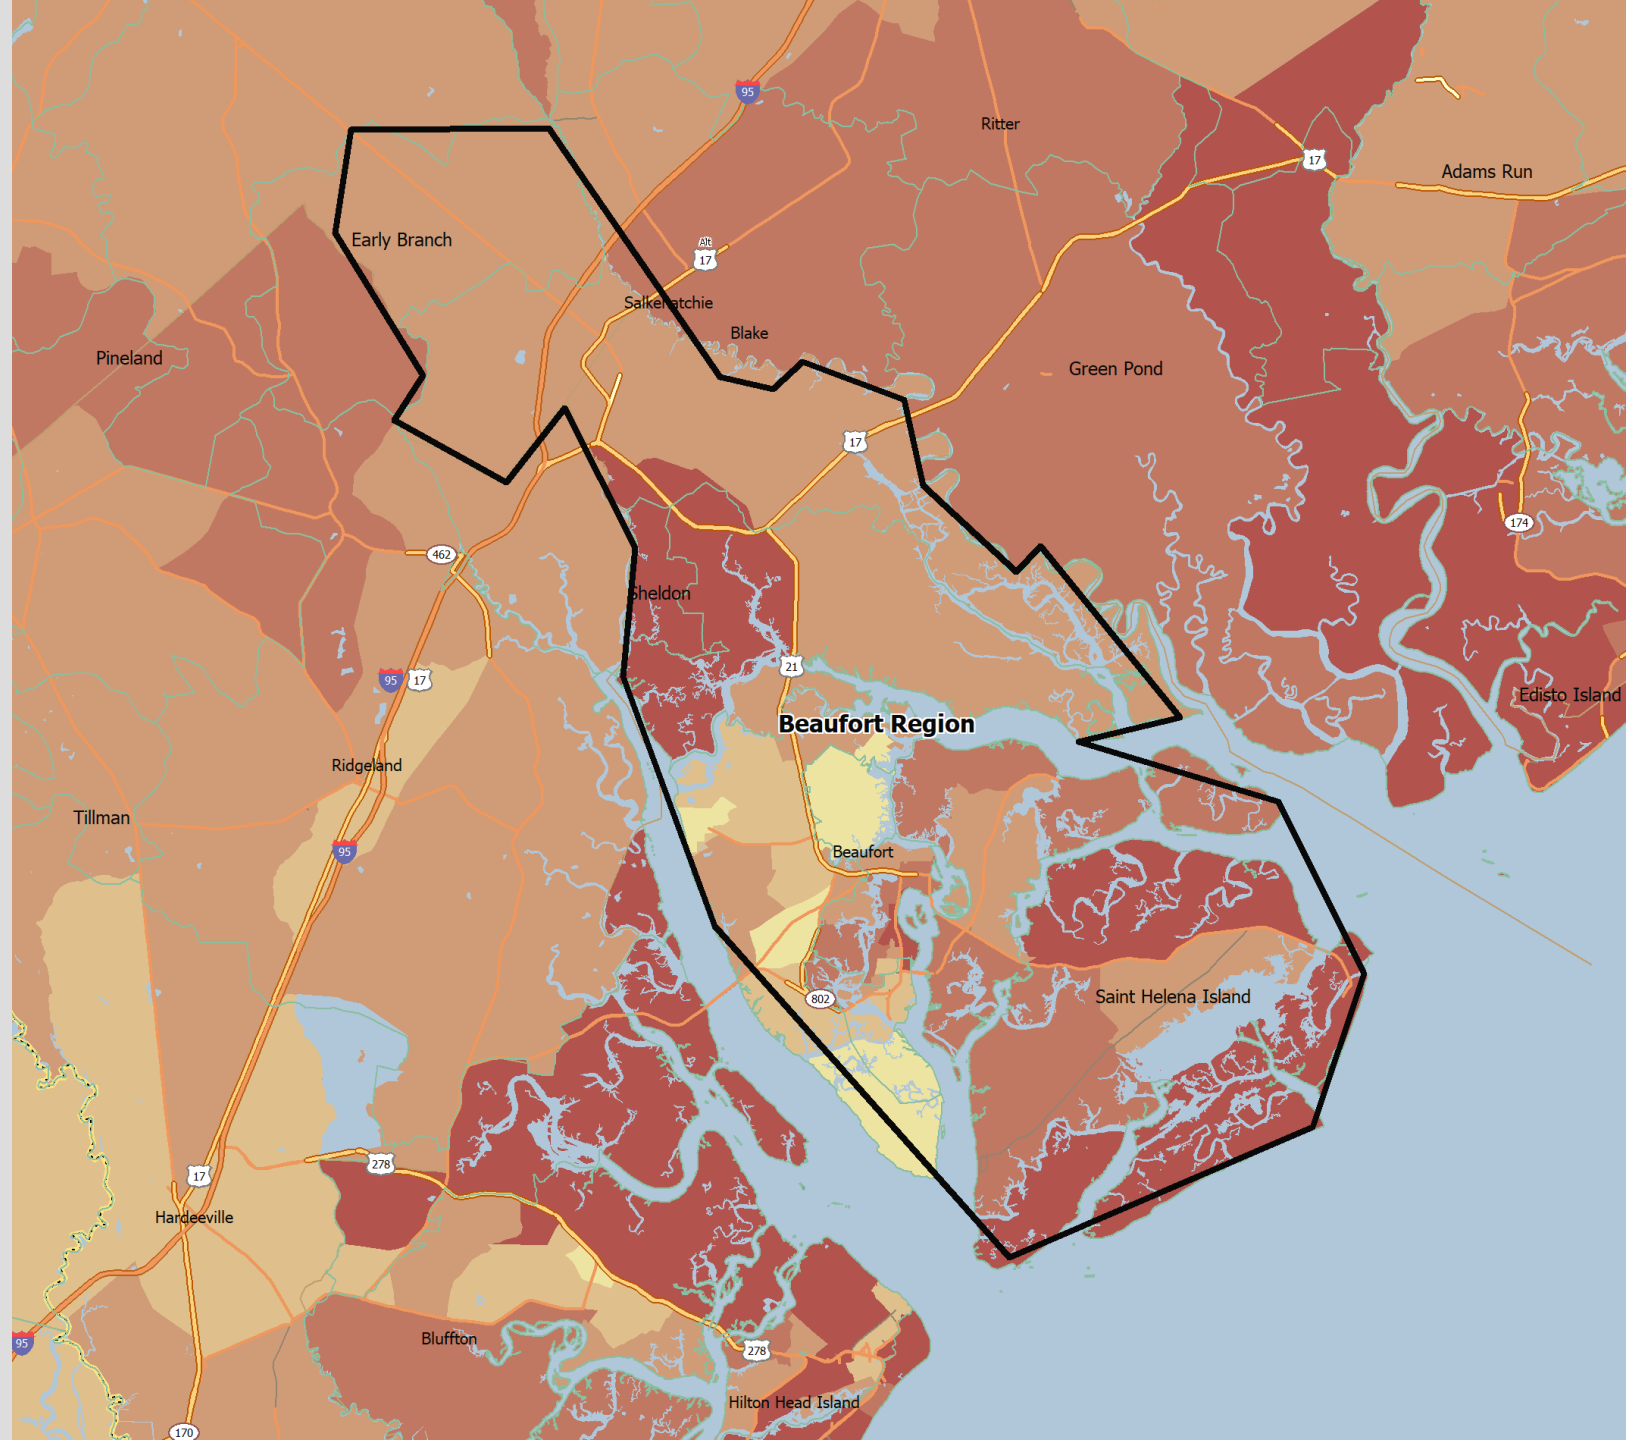 95
Ritter
17
Adams Run
Early Branch
Alt
17
Salkehatchie
Blake
Pineland
Green Pond
17
174
462
Sheldon
21
95
17
Edisto Island
Beaufort Region
Ridgeland
Tillman
95
Beaufort
802
Saint Helena Island
278
17
Hardeeville
95
Bluffton
278
Hilton Head Island
170